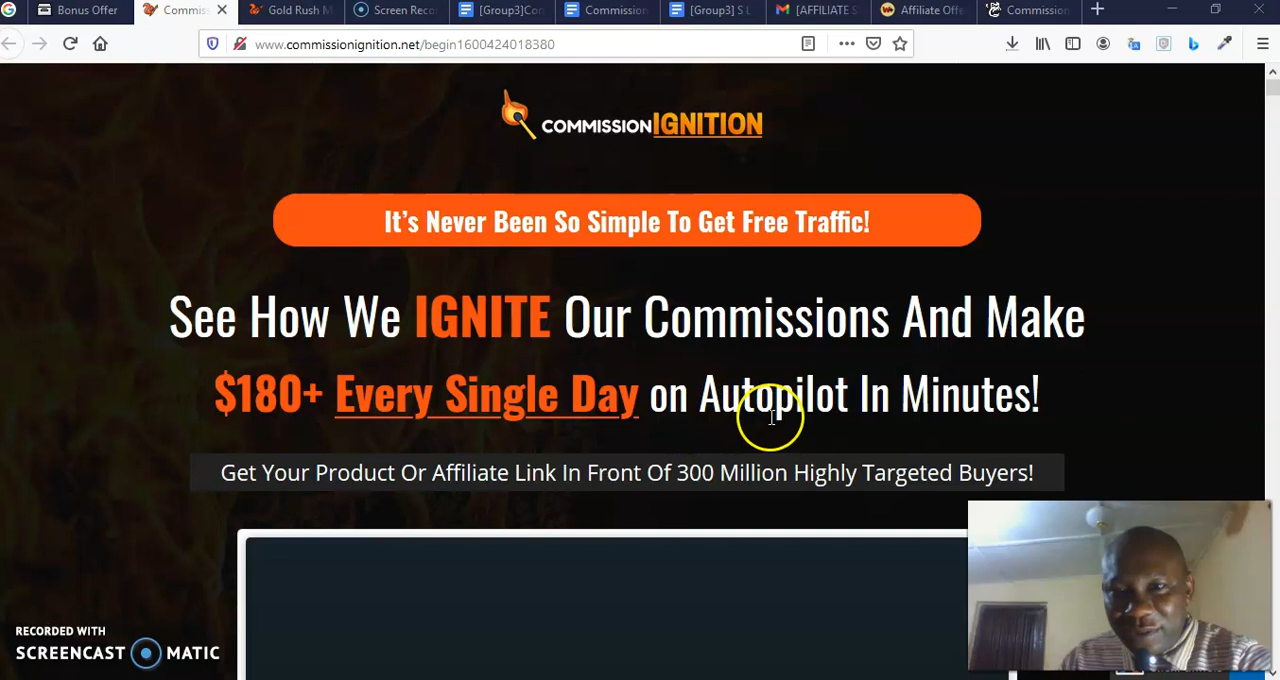 Bonus Offer
Commiss
Gold Rush M
Screen Reco
[Group3]Co
Commission
[Group3] S L
[AFFILIATE S
Affiliate Offe
Commission
www.commissionignition.net/begin1600424018380
COMMISSIONIGNITION
It's Never Been So Simple To Get Free Traffic!
See How We IGNITE Our Commissions And Make
$180+ Every Single Day on Autopilot In Minutes!
Get Your Product Or Affiliate Link In Front Of 300 Million Highly Targeted Buyers!
RECORDED WITH
SCREENCAST MATIC